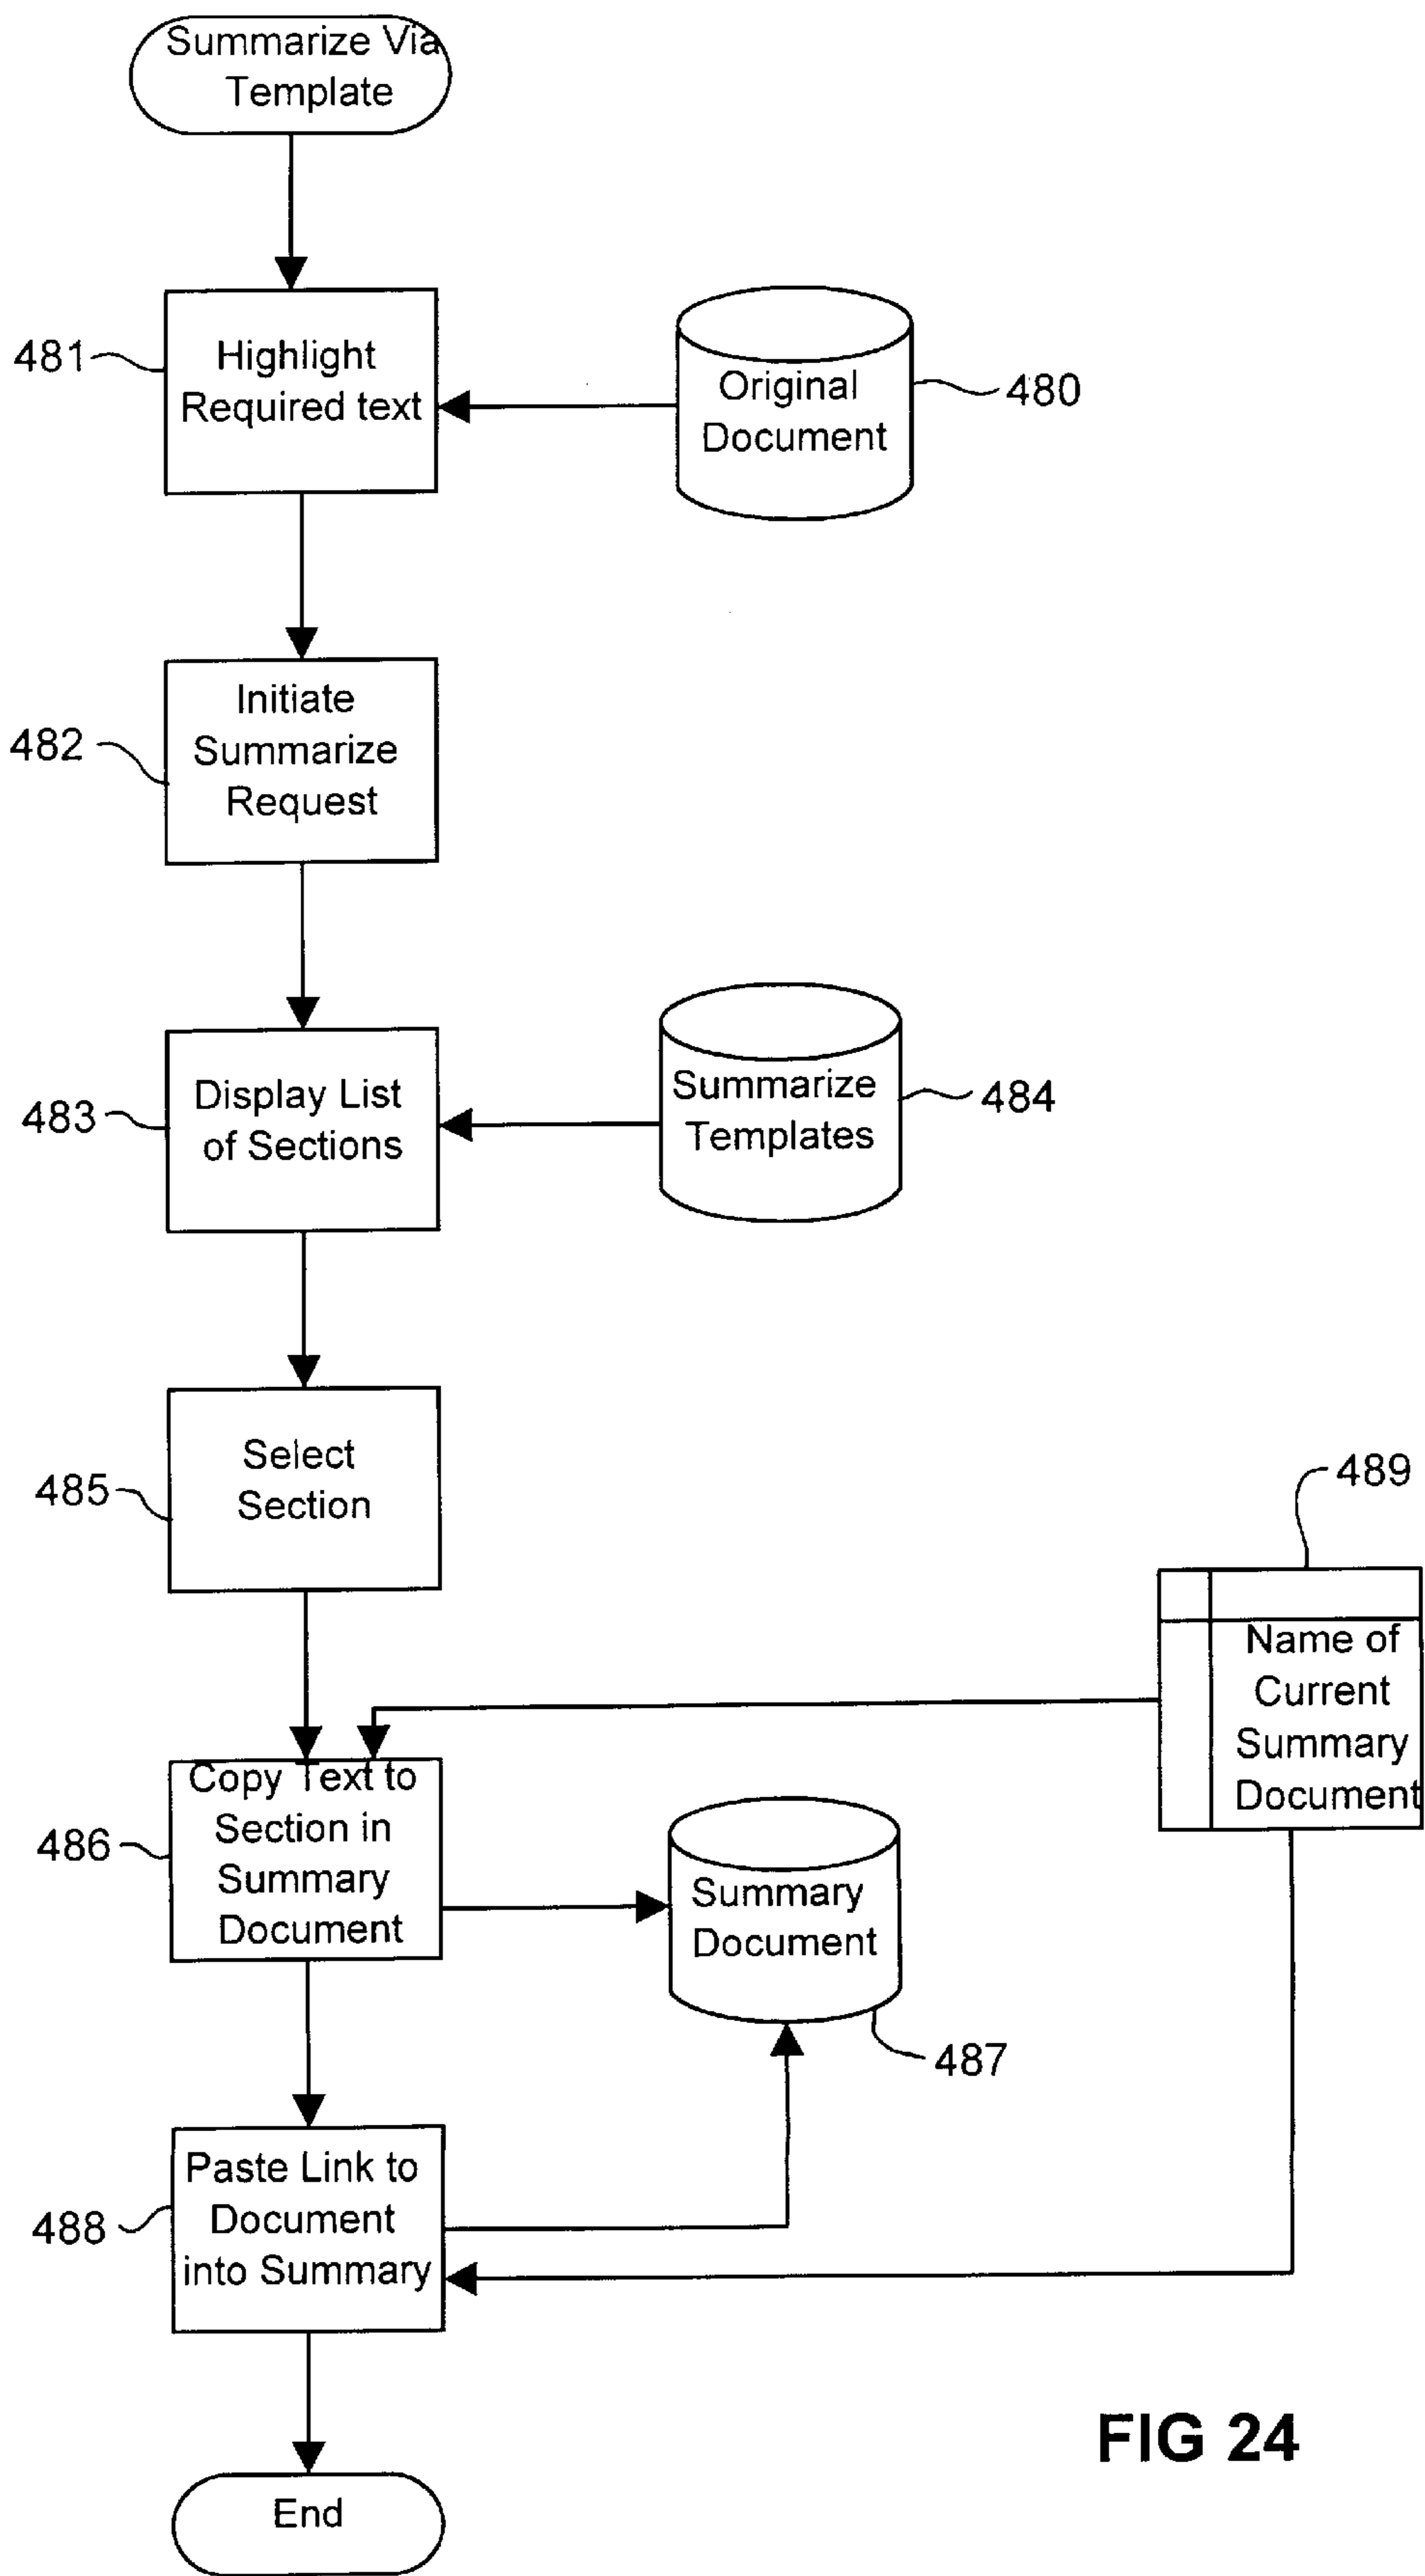 Summarize Via
Template
481
Highlight
Required text
Original
Document
480
482
Initiate
Summarize
Request
483
Display List
of Sections
Summarize
Templates
484
485
Select
Section
489
Name of
Current
Summary
Document
486
Copy Text to
Section in
Summary
Document
Summary
Document
487
488
Paste Link to
Document
into Summary
FIG 24
End